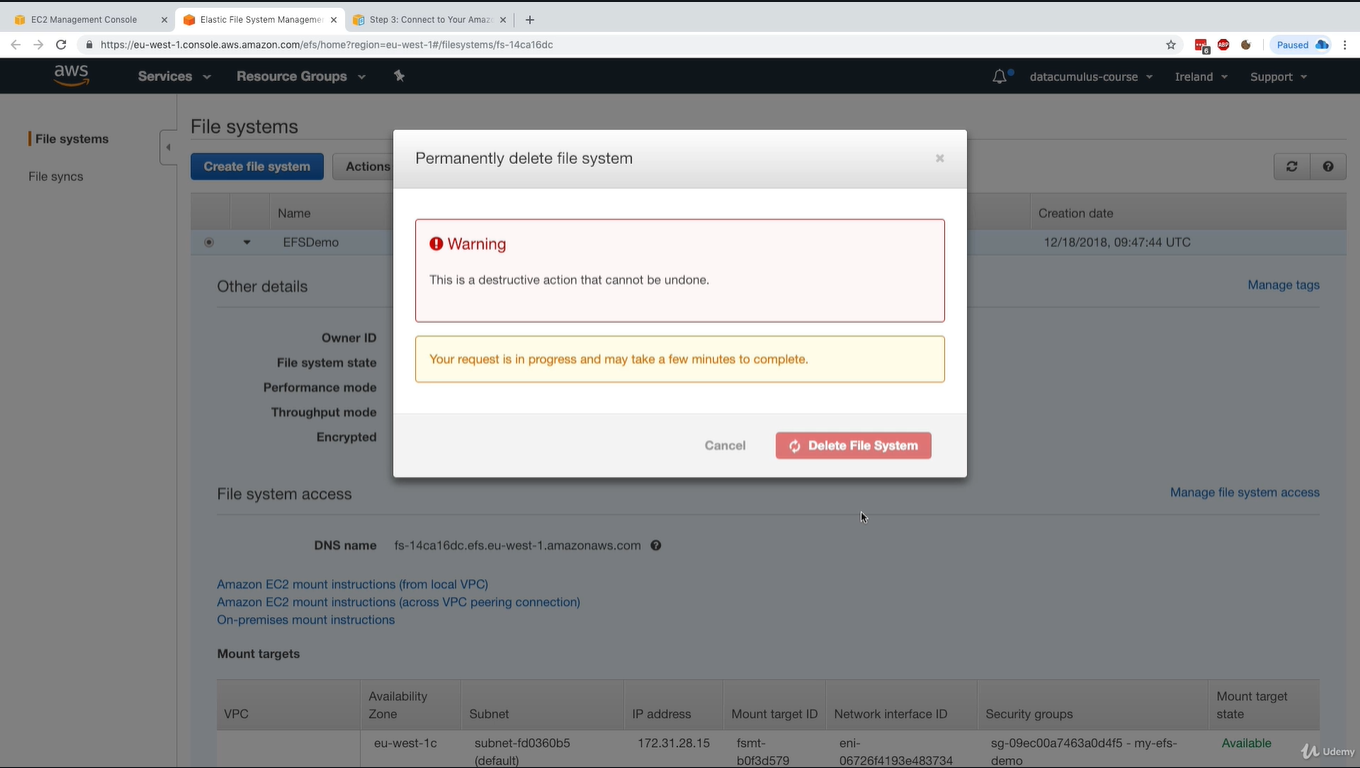 EC2 Management Console
Elastic File System Manageme
Step 3: Connect to Your Amaz
https://eu-west-1.console.aws.amazon.com/efs/home?region=eu-west-1#/filesystems/fs-14ca16dc
6
ABP
Paused
aws
Services
Resource Groups
datacumulus-course
Ireland
Support
File systems
File syncs
File systems
Create file system
Actions
Name
Creation date
EFSDemo
12/18/2018, 09:47:44 UTC
Permanently delete file system
Warning
This is a destructive action that cannot be undone.
Your request is in progress and may take a few minutes to complete.
Cancel
Delete File System
Other details
Manage tags
Owner ID
File system state
Performance mode
Throughput mode
Encrypted
File system access
Manage file system access
DNS name fs-14ca16dc.efs.eu-west-1.amazonaws.com
Amazon EC2 mount instructions (from local VPC)
Amazon EC2 mount instructions (across VPC peering connection)
On-premises mount instructions
Mount targets
VPC
Availability
Zone
Subnet
IP address
Mount target ID
Network interface ID
Security groups
Mount target
state
eu-west-1c
subnet-fd0360b5
(default)
172.31.28.15
fsmt-
b0f3d579
eni-
06726f4193e483734
sg-09ec00a7463a0d4f5 - my-efs-
demo
Available
Udemy